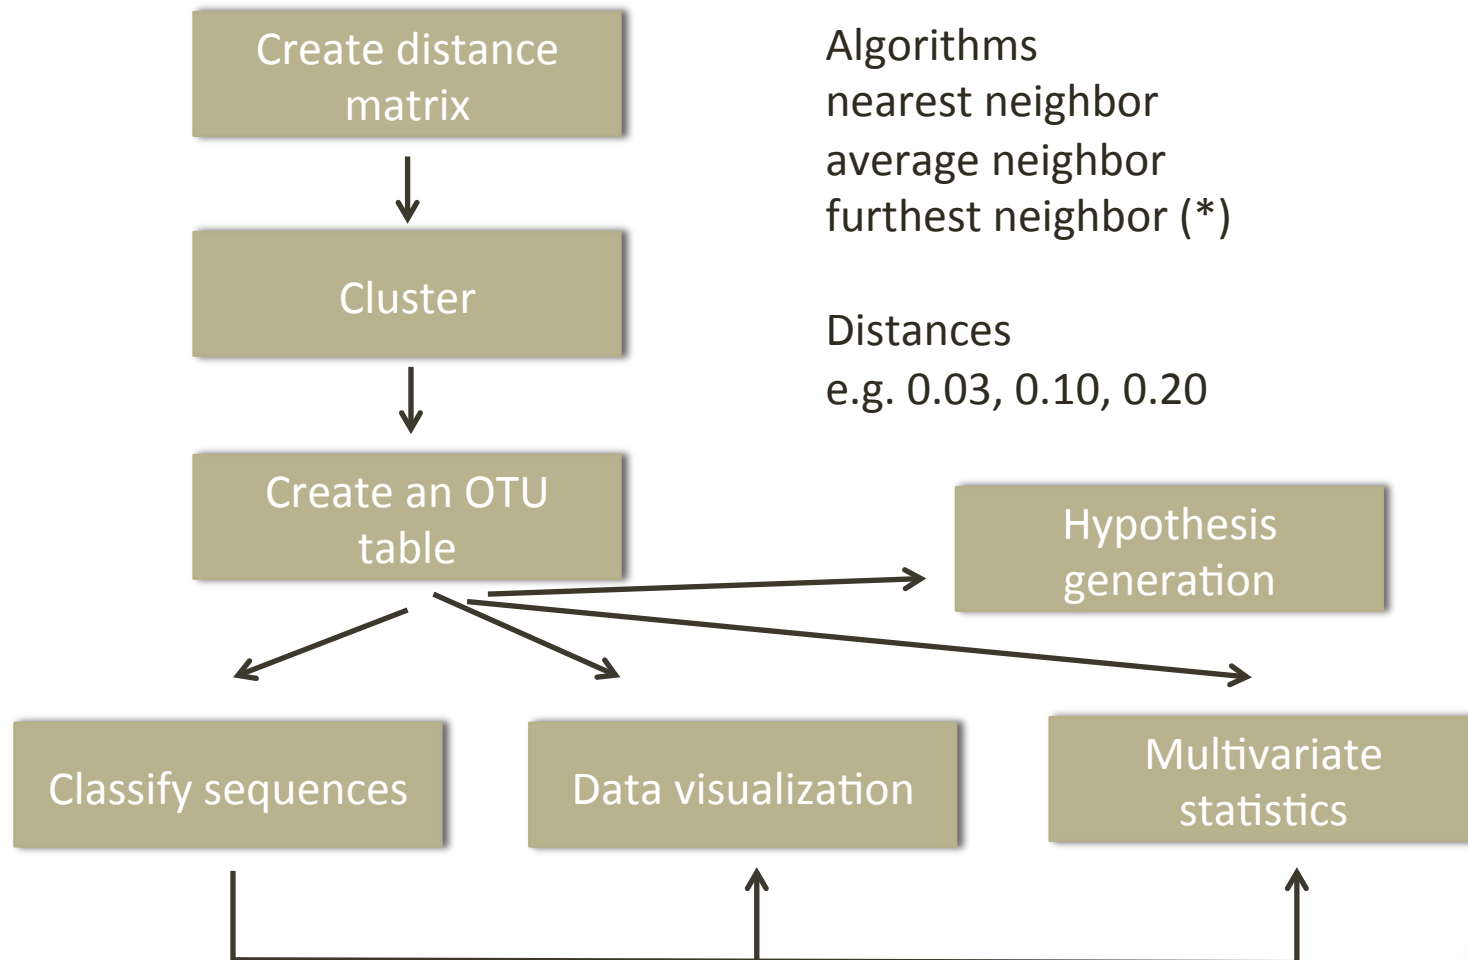 Create distance
matrix
Algorithms
nearest neighbor
average neighbor
furthest neighbor (*)
Cluster
Distances
e.g. 0.03, 0.10, 0.20
Create an OTU
table
Hypothesis
generation
Classify sequences
Data visualization
Multivariate
statistics